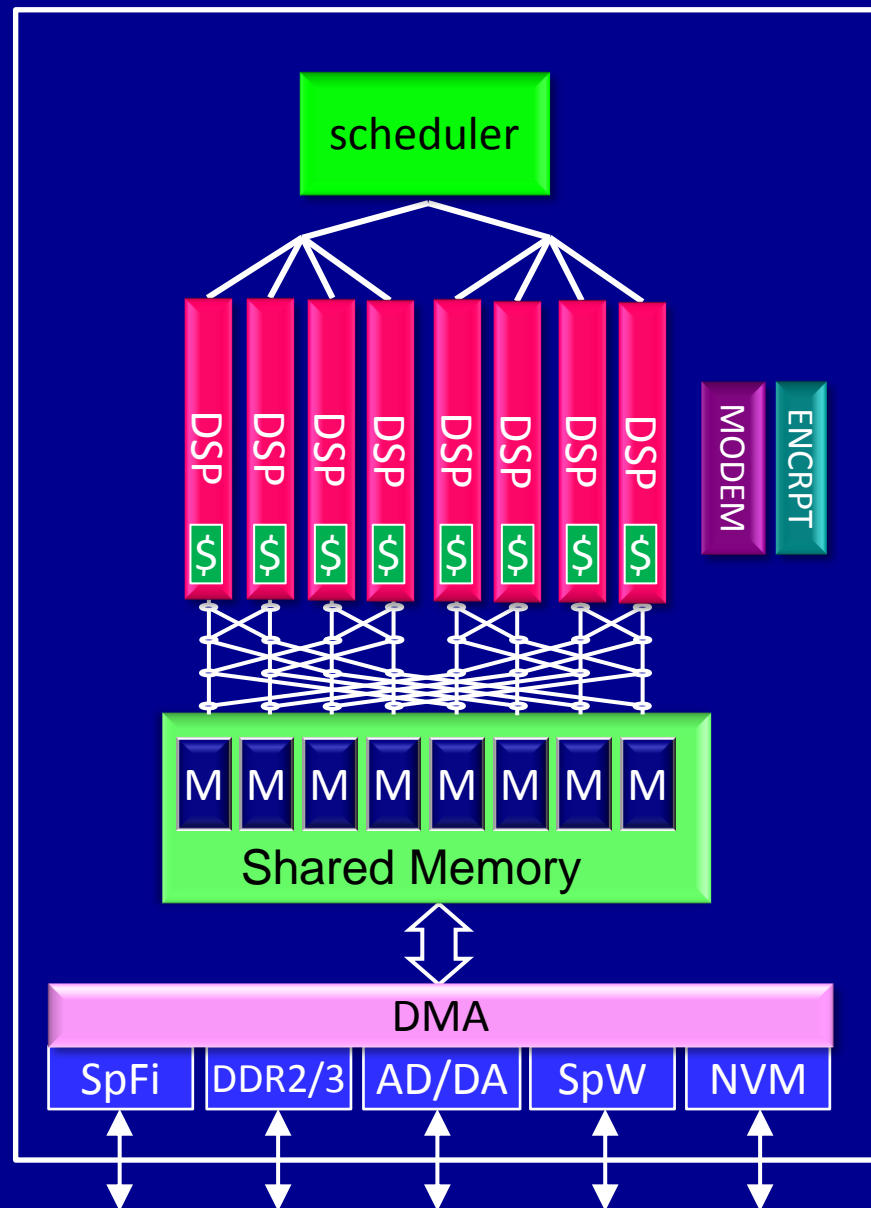 scheduler
DSP DSP DSP DSP DSP DSP DSP DSP
MODEM ENCRPT
$ $ $ $ $ $ $ $
M M M M M M M M
Shared Memory
DMA
SpFi DDR2/3 AD/DA SpW NVM